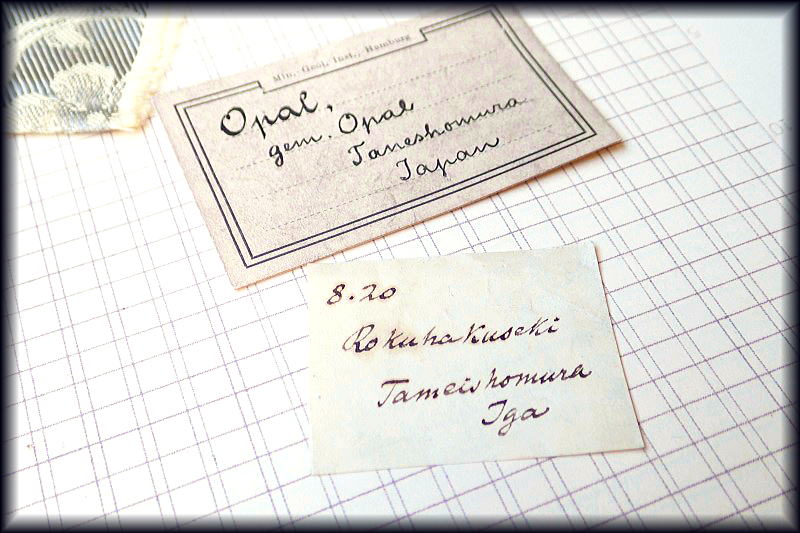 Min. Geol. Inst., Hamburg
Opal,
gem. Opal
Taneshomura
Japan
8.20
Rokuhakuseki
Tameishomura
Iga